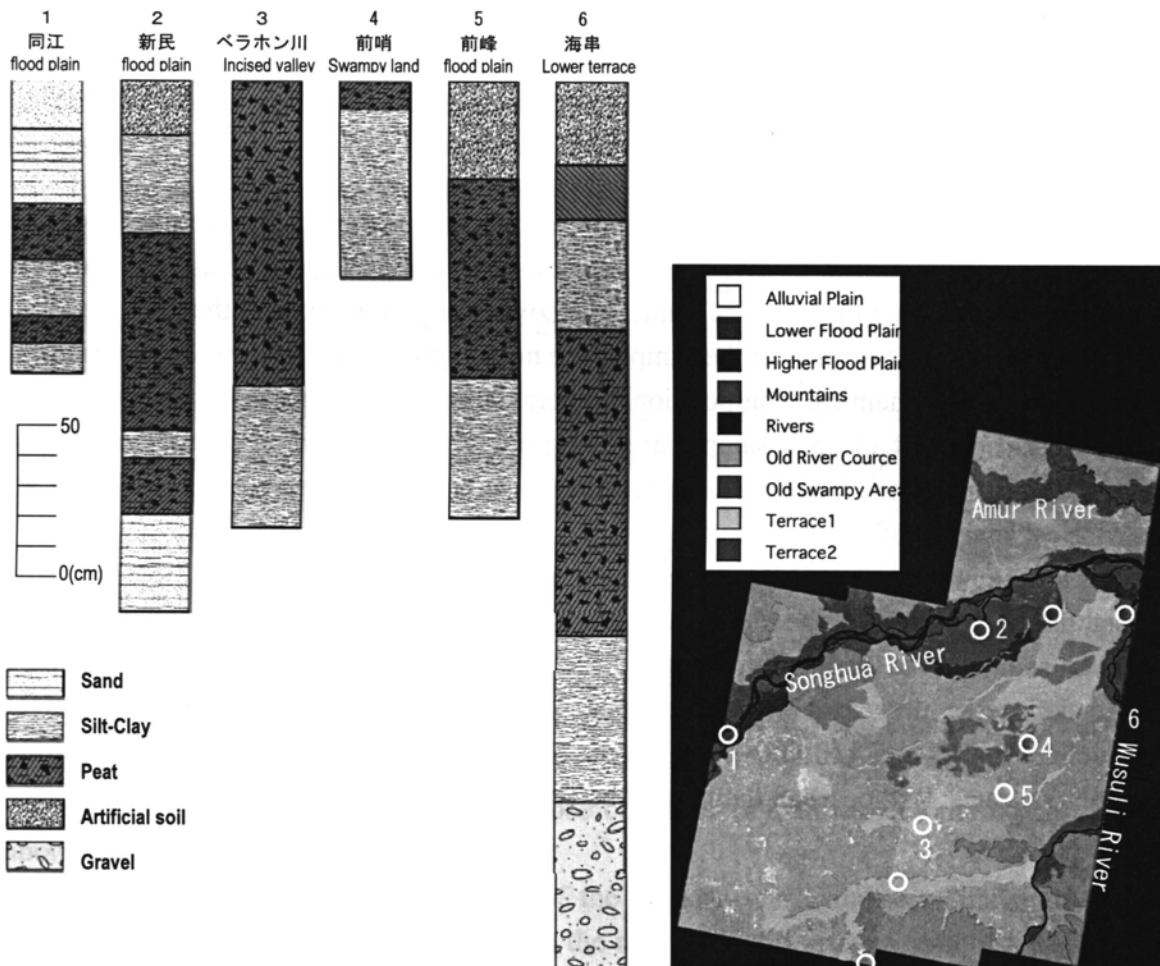 1
同江
flood plain
2
新民
flood plain
3
ベラホン川
Incised valley
4
前哨
Swampy land
5
前峰
flood plain
6
海串
Lower terrace
50
0(cm)
Sand
Silt-Clay
Peat
Artificial soil
Gravel
Alluvial Plain
Lower Flood Plain
Higher Flood Plain
Mountains
Rivers
Old River Cource
Old Swampy Area
Terrace1
Terrace2
Amur River
Songhua River
Wusuli River
1
2
3
4
5
6